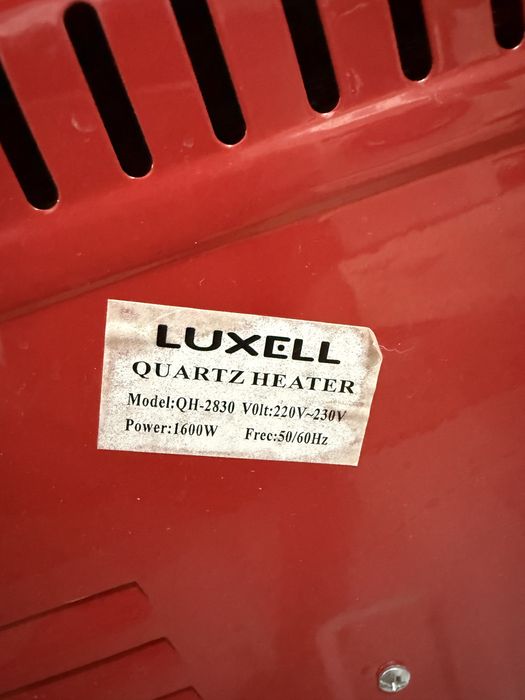 LUXELL
QUARTZ HEATER
Model:QH-2830 V0lt:220V~230V
Power:1600W Frec:50/60Hz